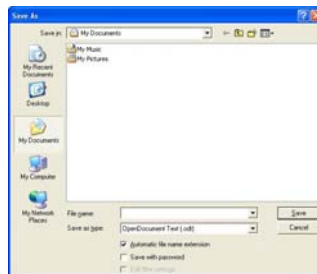 Save As
Save in:
My Documents
My Music
My Pictures
My Recent
Documents
Desktop
My Documents
My Computer
My Network
Places
File name:
Save
Save as type:
OpenDocument Text (.odt)
Cancel
Automatic file name extension
Save with password
Edit filter settings